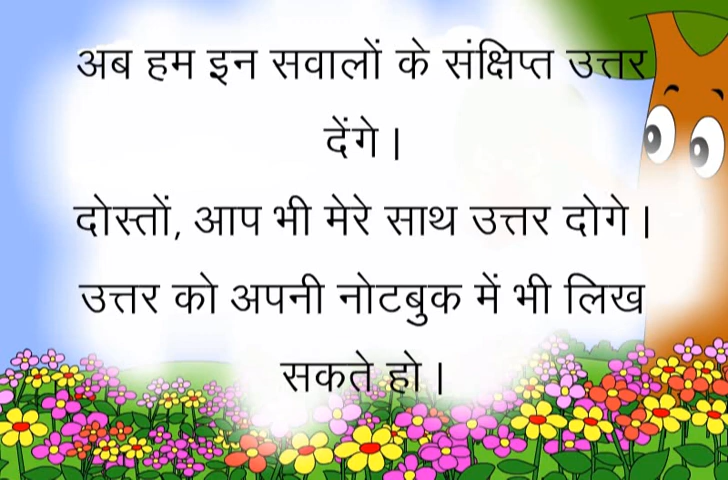 अब हम इन सवालों के संक्षिप्त उत्तर
देंगे।
दोस्तों, आप भी मेरे साथ उत्तर दोगे।
उत्तर को अपनी नोटबुक में भी लिख
सकते हो।